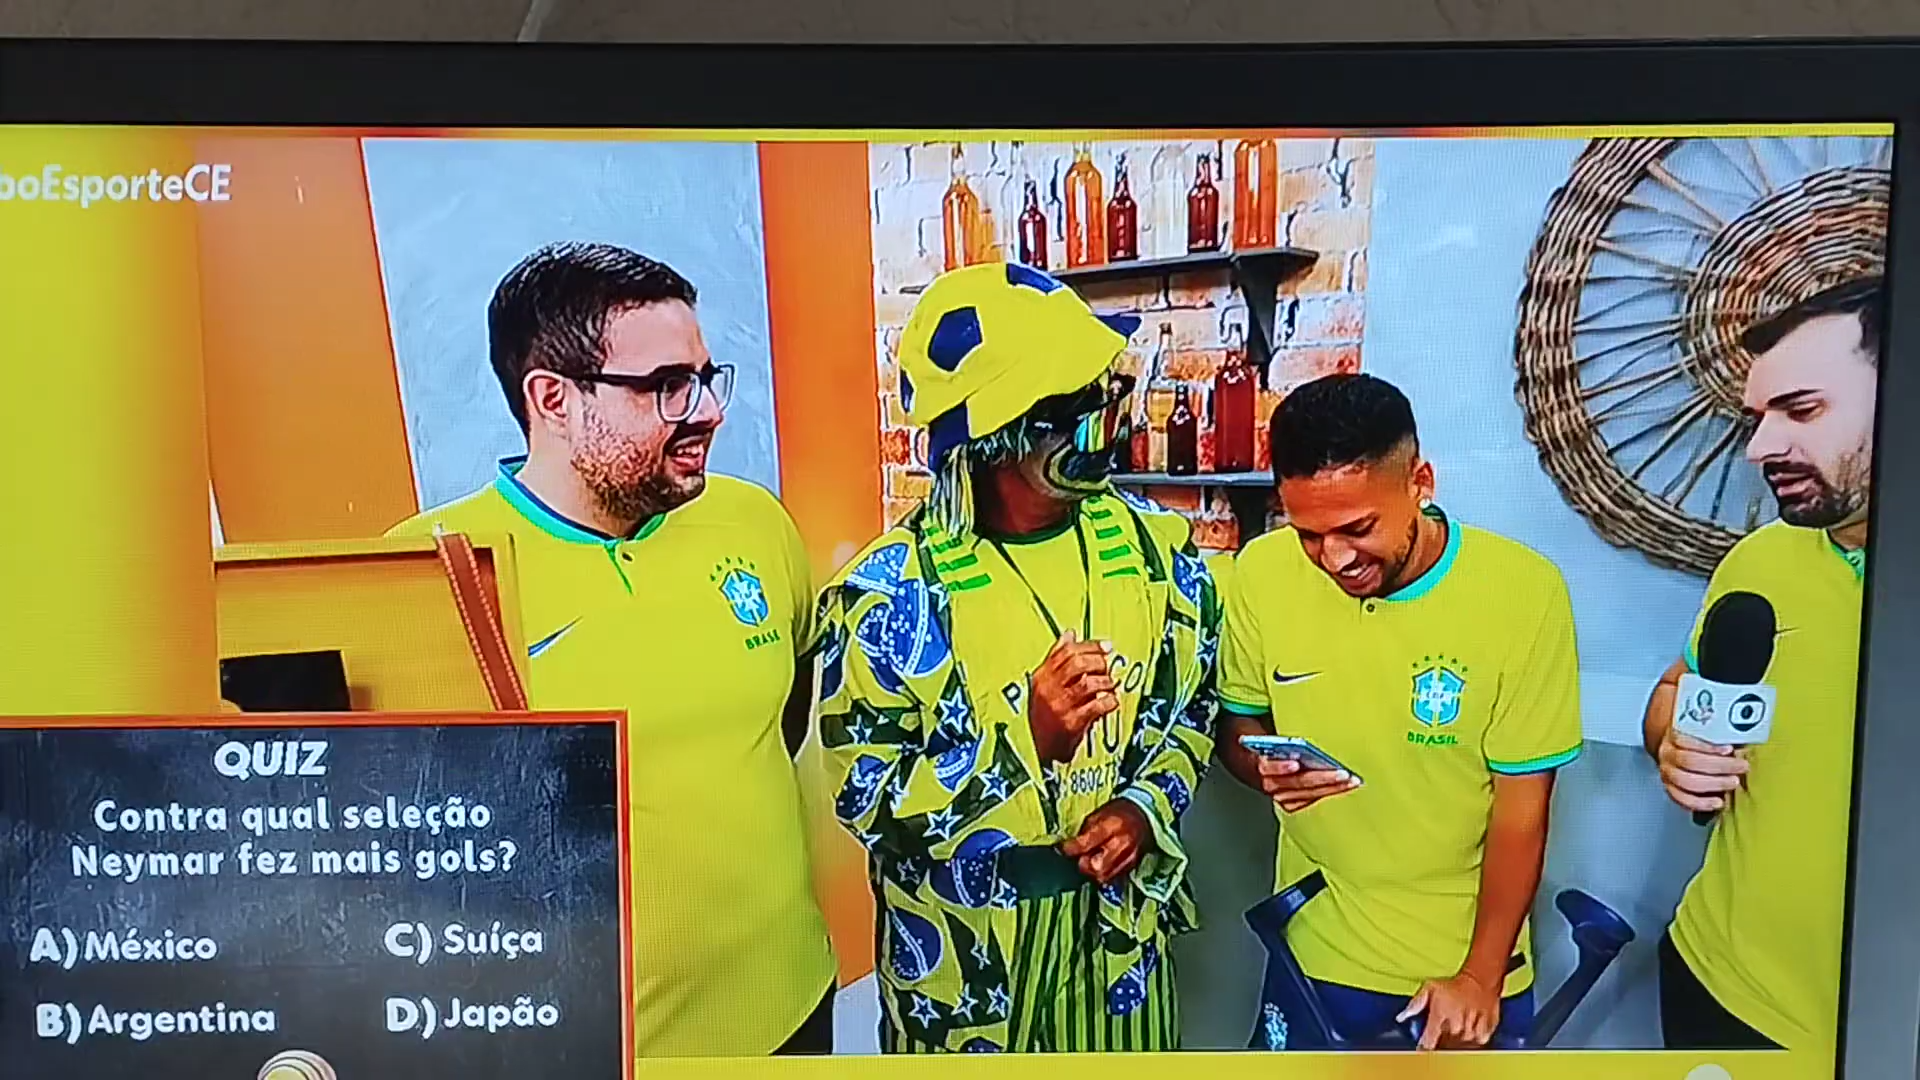 boEsporteCE
BRASIL
BRASIL
QUIZ
Contra qual seleção
Neymar fez mais gols?
A) México
C) Suíça
B) Argentina
D) Japão